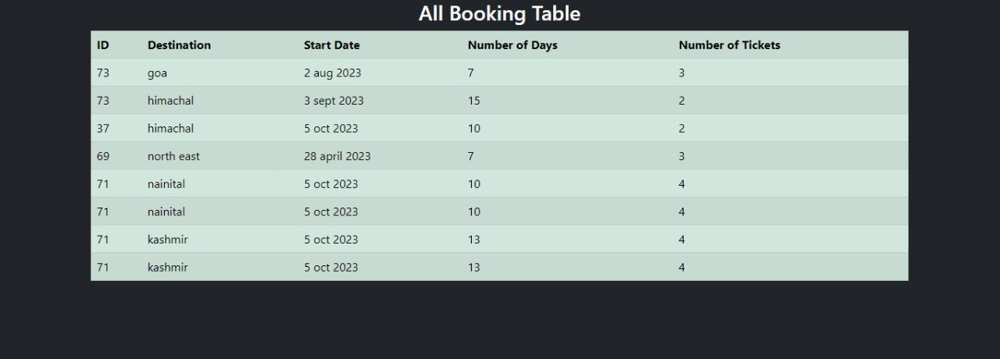 All Booking Table
ID Destination Start Date Number of Days Number of Tickets
73 goa 2 aug 2023 7 3
73 himachal 3 sept 2023 15 2
37 himachal 5 oct 2023 10 2
69 north east 28 april 2023 7 3
71 nainital 5 oct 2023 10 4
71 nainital 5 oct 2023 10 4
71 kashmir 5 oct 2023 13 4
71 kashmir 5 oct 2023 13 4